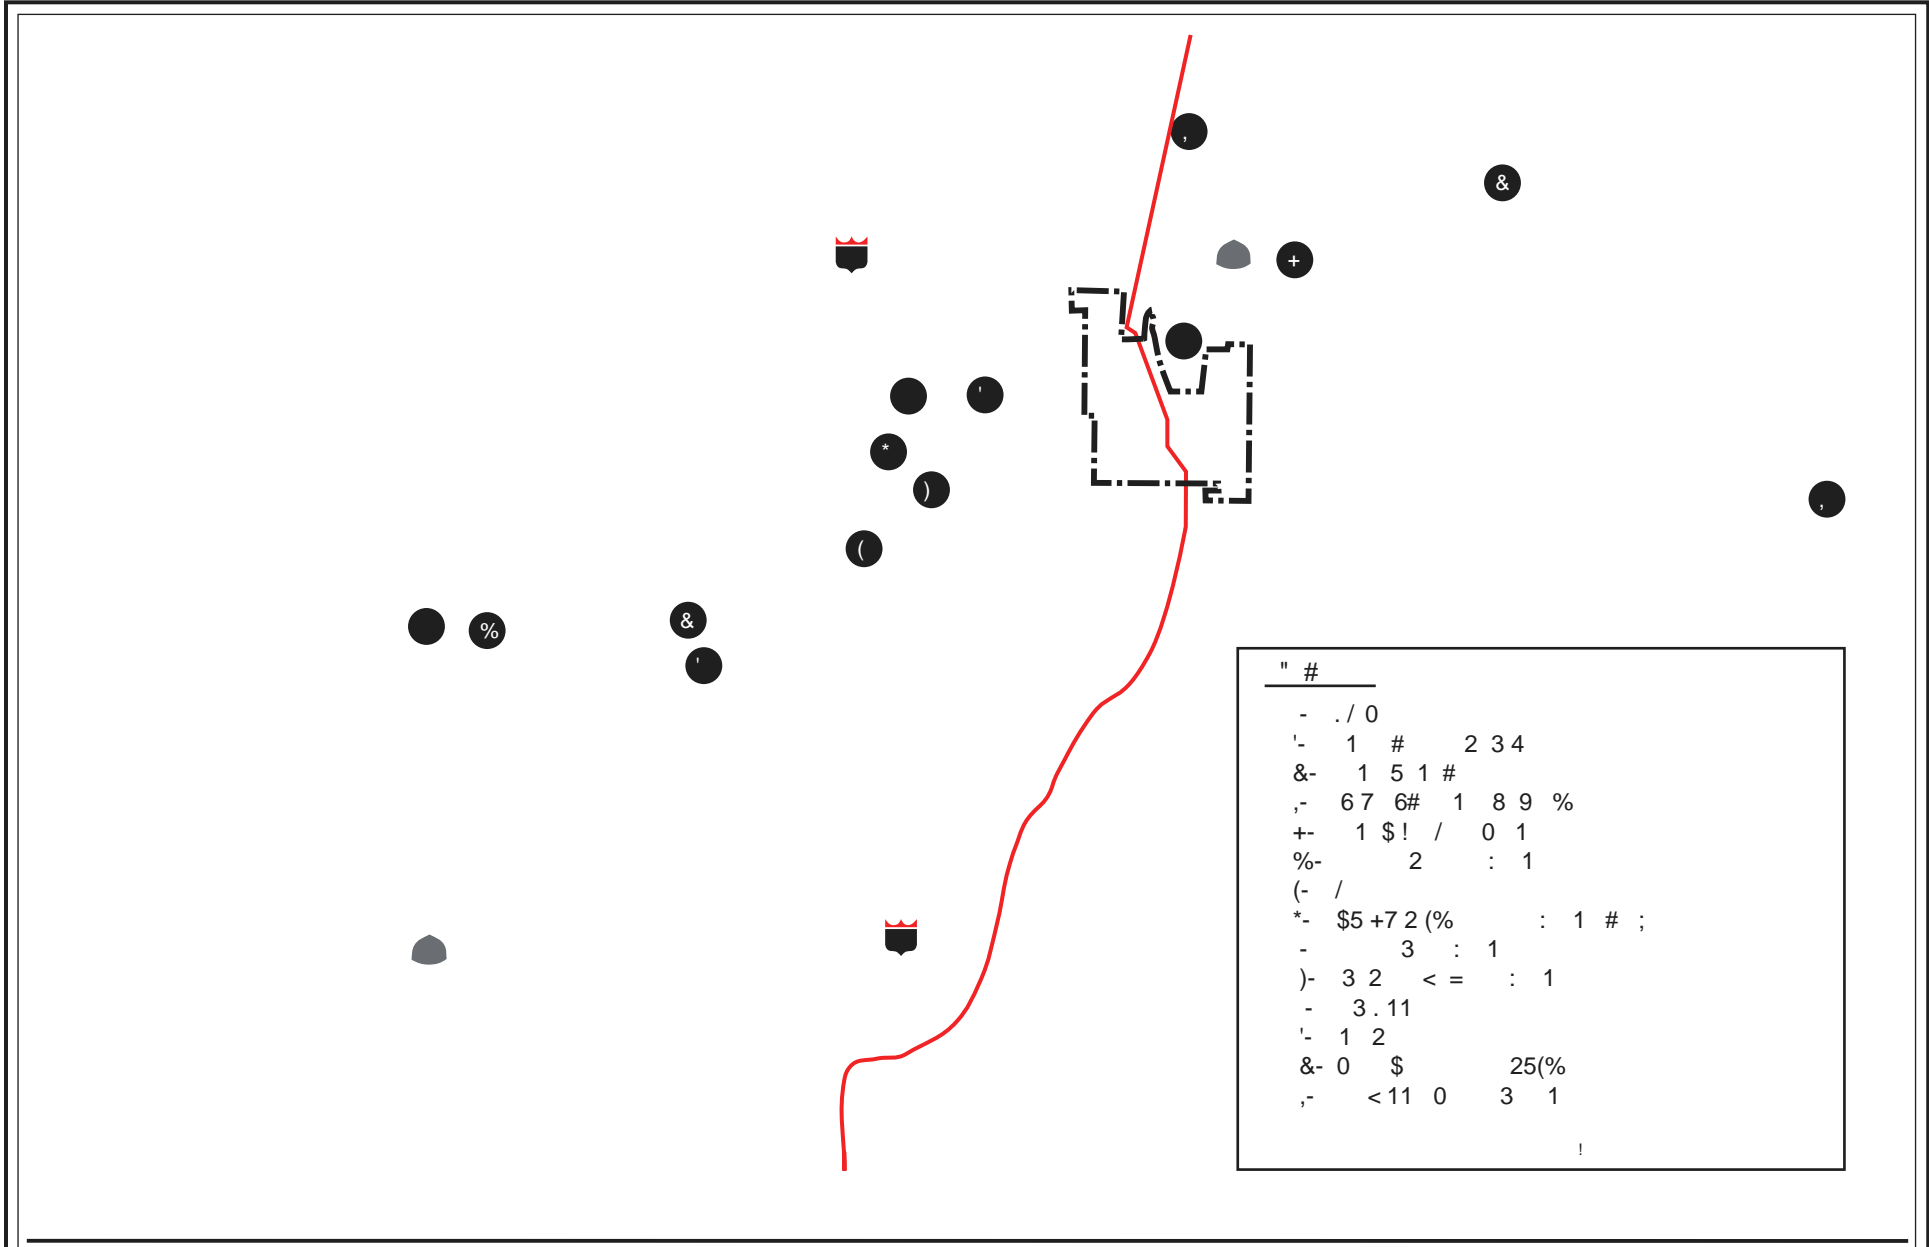 ,
&
+
'
*
)
,
(
&
%
'
" #
- . / 0
'- 1 # 2 3 4
&- 1 5 1 #
,- 6 7 6# 1 8 9 %
+- 1 $ ! / 0 1
%- 2 : 1
(- /
*- $5 +7 2 (% : 1 # ;
- 3 : 1
)- 3 2 < = : 1
- 3 . 11
'- 1 2
&- 0 $ 25(%
,- < 11 0 3 1
!